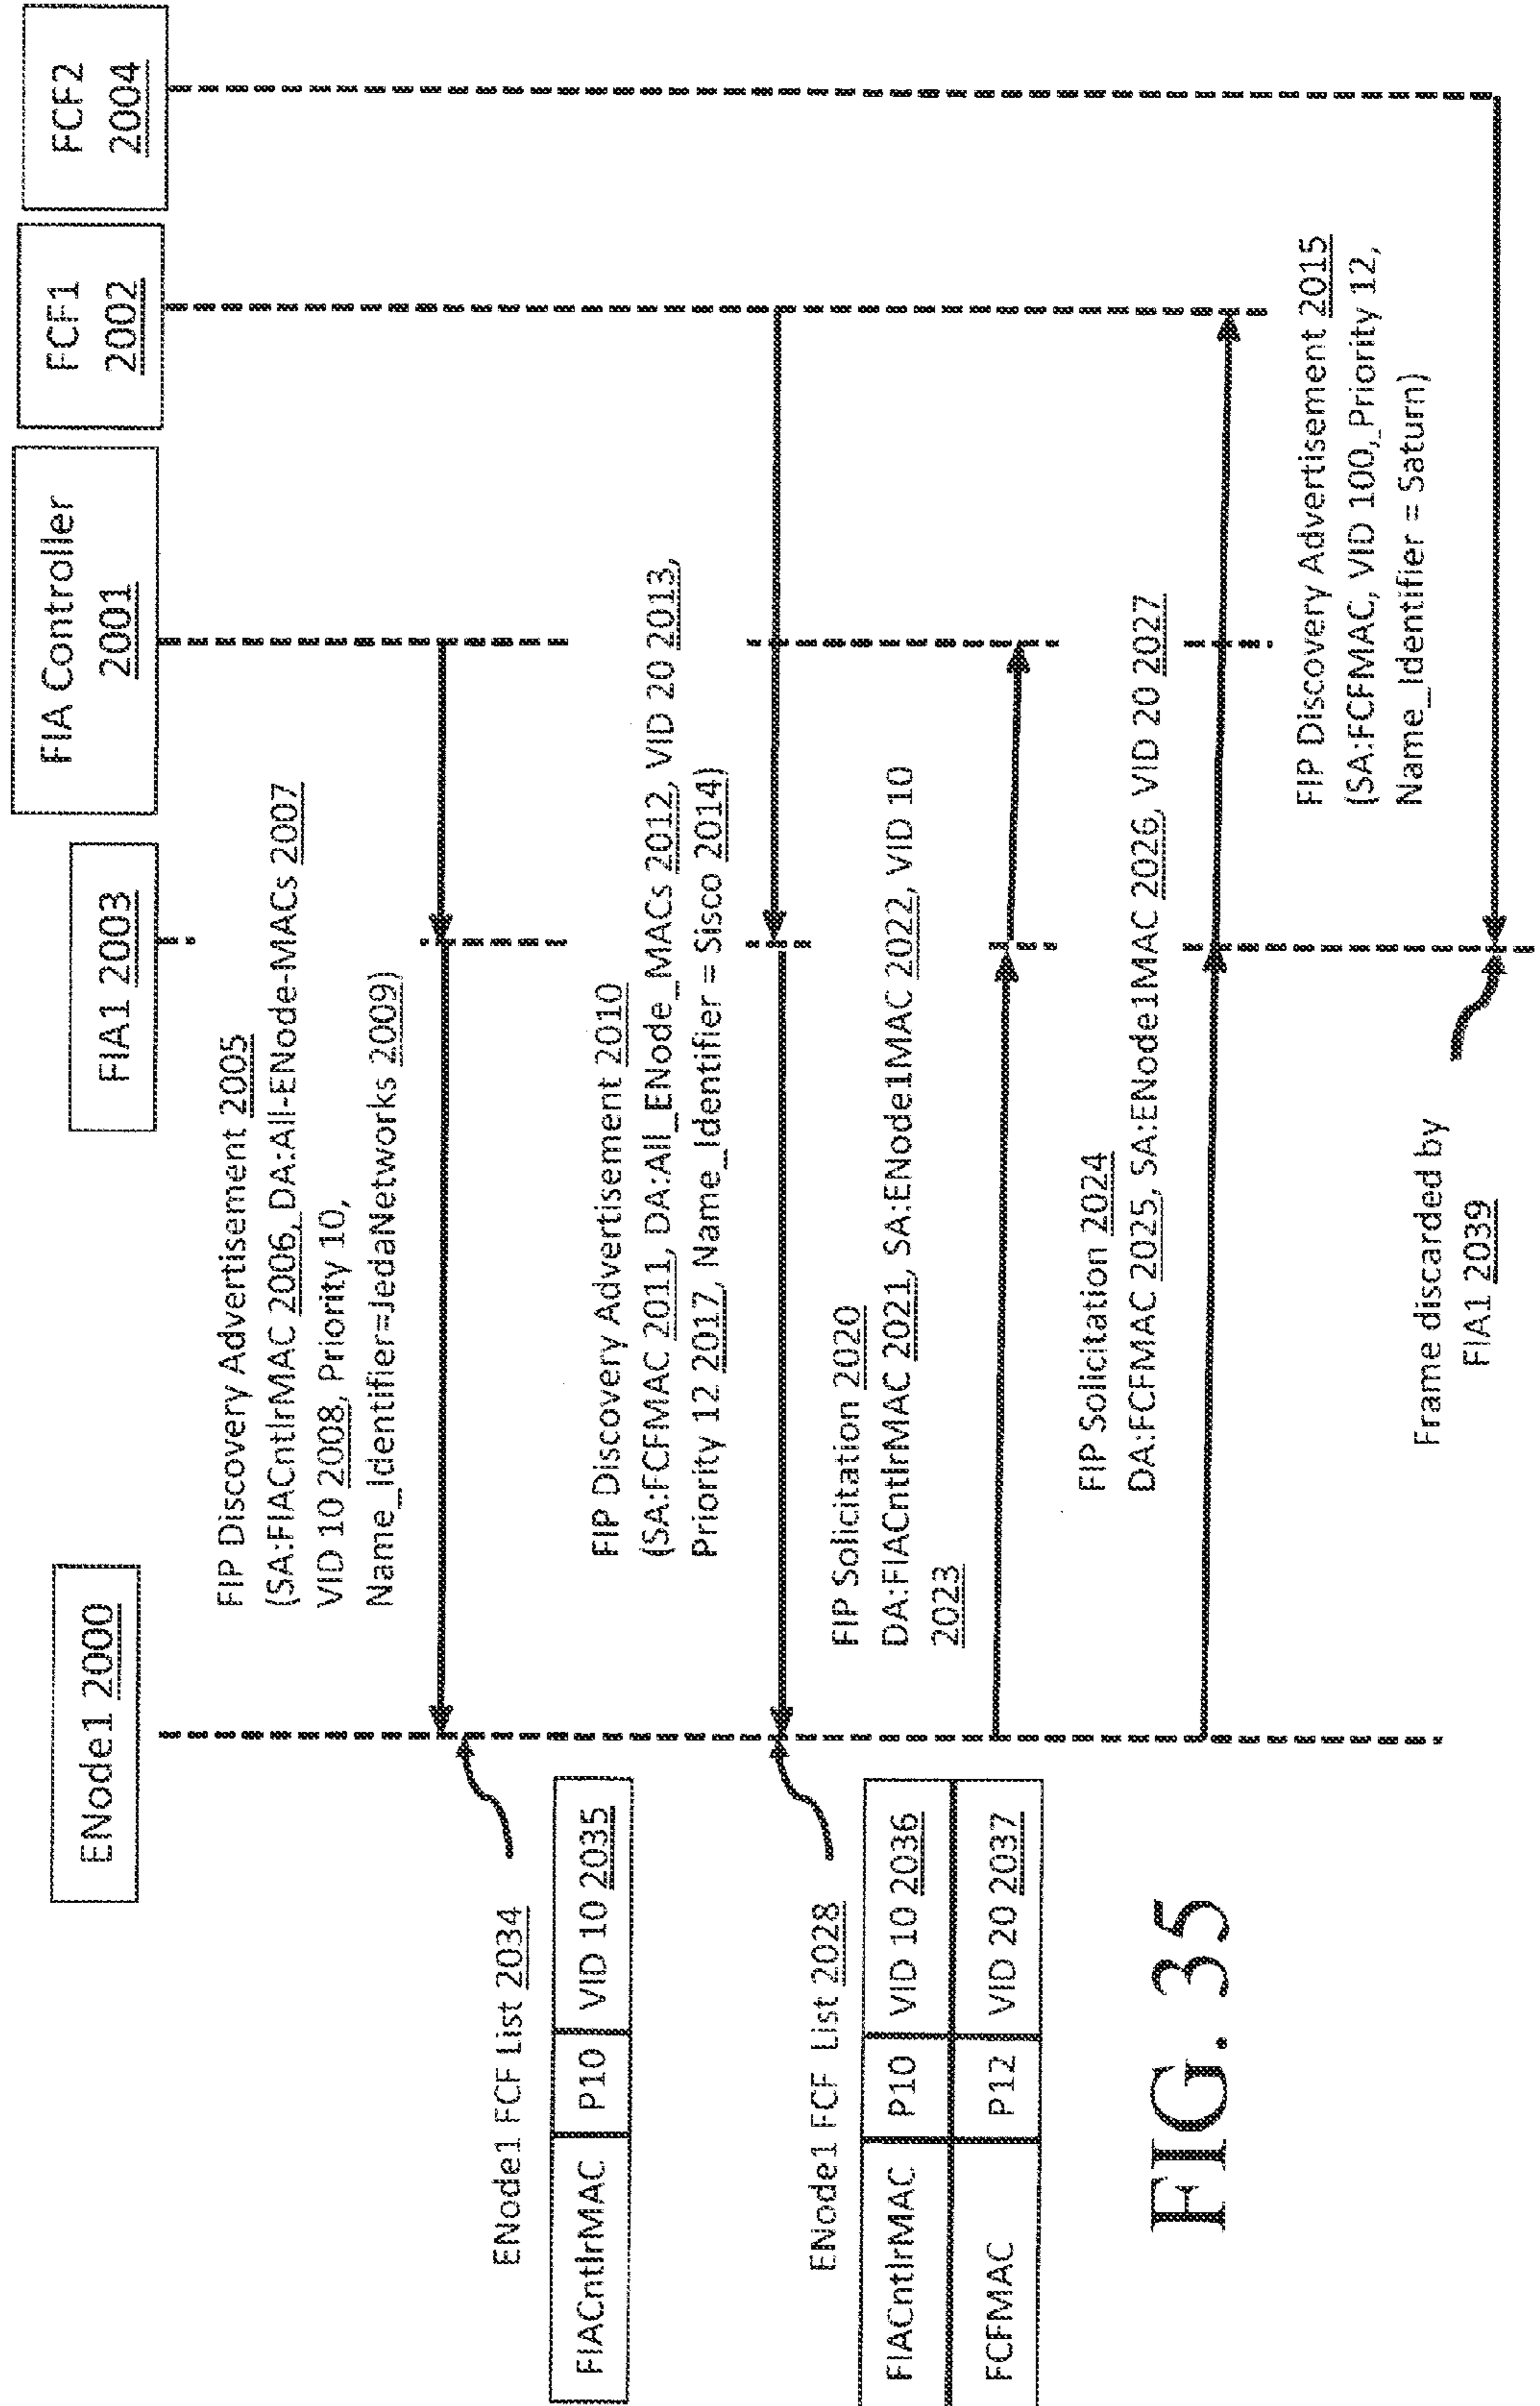 ENode1 2000
FIA1 2003
FIA Controller
2001
FCF1
2002
FCF2
2004
FIP Discovery Advertisement 2005
(SA:FIACntlrMAC 2006, DA:All-ENode-MACs 2007
VID 10 2008, Priority 10,
Name_Identifier=JedaNetworks 2009)
ENode1 FCF List 2034
FIACntlrMAC P10 VID 10 2035
FIP Discovery Advertisement 2010
(SA:FCFMAC 2011, DA:All_ENode_MACs 2012, VID 20 2013,
Priority 12 2017, Name_Identifier = Sisco 2014)
ENode1 FCF List 2028
FIACntlrMAC P10 VID 10 2036
FCFMAC P12 VID 20 2037
FIP Solicitation 2020
DA:FIACntlrMAC 2021, SA:ENode1MAC 2022, VID 10
2023
FIP Solicitation 2024
DA:FCFMAC 2025, SA:ENode1MAC 2026, VID 20 2027
FIP Discovery Advertisement 2015
(SA:FCFMAC, VID 100, Priority 12,
Name_Identifier = Saturn)
Frame discarded by
FIA1 2039
FIG. 35